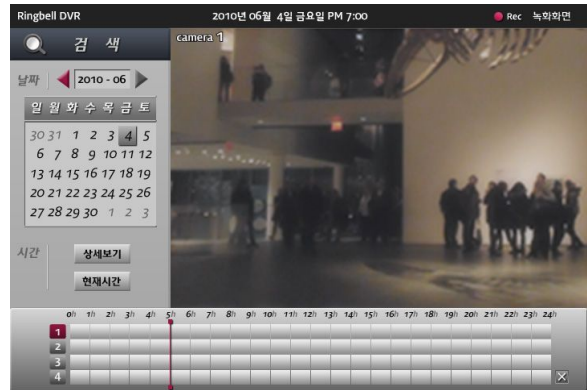 Ringbell DVR
2010년 06월 4일 금요일 PM 7:00
Rec 녹화화면
검 색
camera 1
날짜
2010 - 06
일 월 화 수 목 금 토
30 31 1 2 3 4 5
6 7 8 9 10 11 12
13 14 15 16 17 18 19
20 21 22 23 24 25 26
27 28 29 30 1 2 3
시간
상세보기
현재시간
0h 1h 2h 3h 4h 5h 6h 7h 8h 9h 10h 11h 12h 13h 14h 15h 16h 17h 18h 19h 20h 21h 22h 23h 24h
1
2
3
4